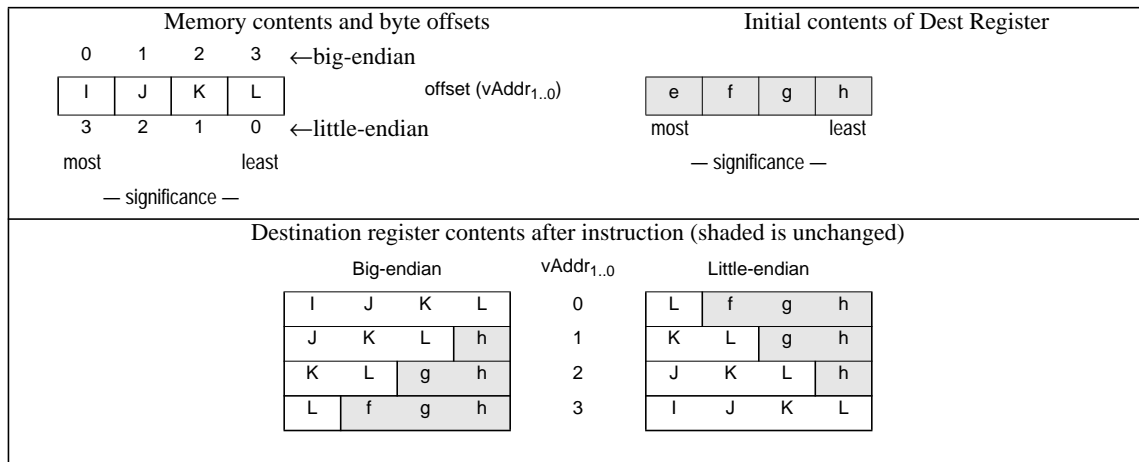 Memory contents and byte offsets
Initial contents of Dest Register
0 1 2 3 ←big-endian
I J K L offset (vAddr1..0)
e f g h
3 2 1 0 ←little-endian
most least
most least
— significance —
— significance —
Destination register contents after instruction (shaded is unchanged)
Big-endian vAddr1..0 Little-endian
I J K L 0 L f g h
J K L h 1 K L g h
K L g h 2 J K L h
L f g h 3 I J K L